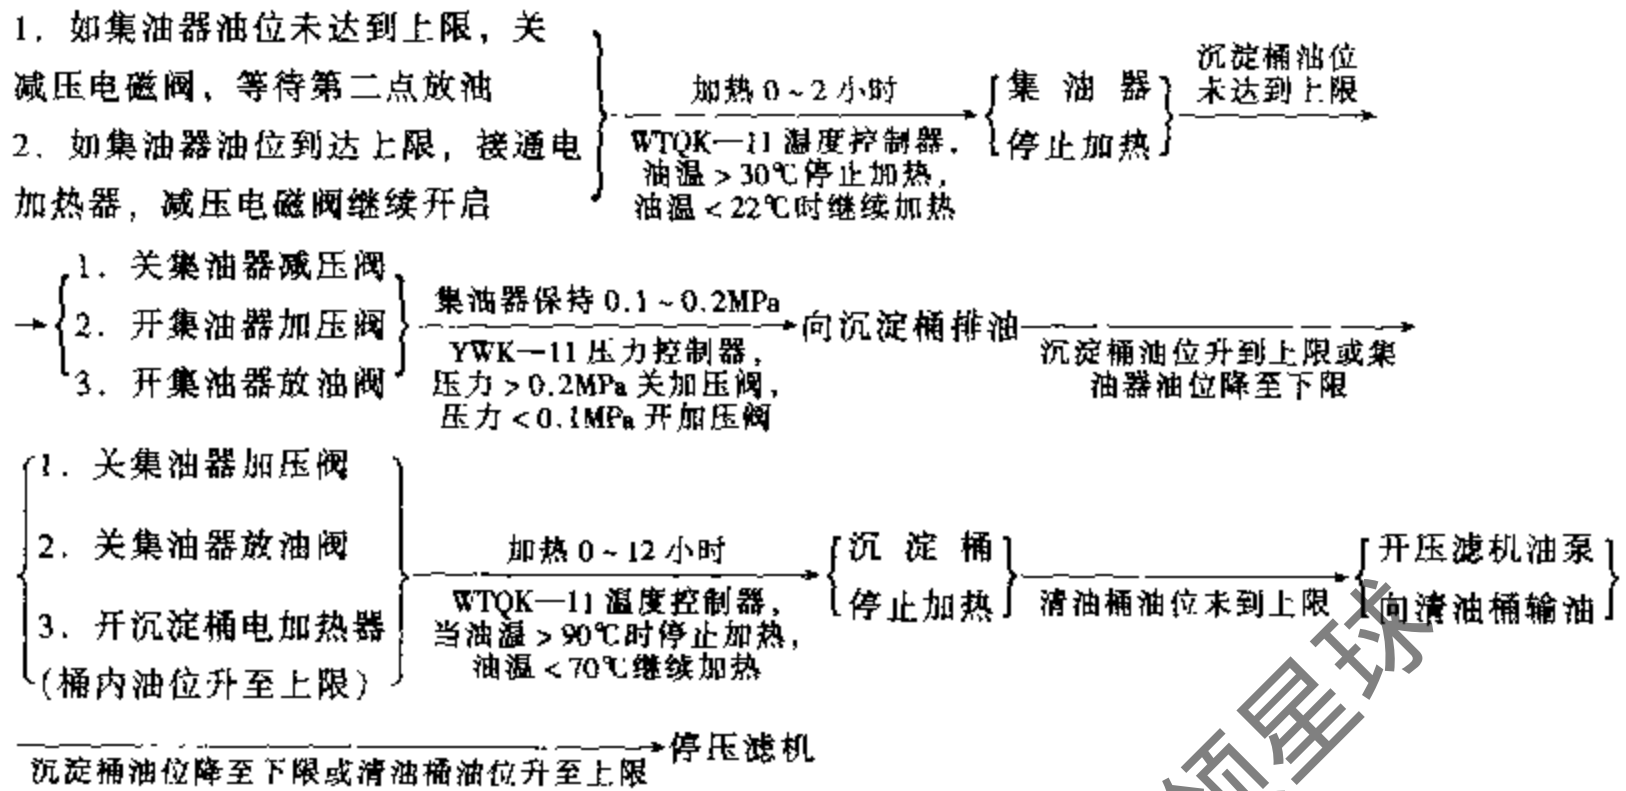 1. 如集油器油位未达到上限，关
减压电磁阀，等待第二点放油
2. 如集油器油位到达上限，接通电
加热器，减压电磁阀继续开启
加热 0~2 小时
WTQK—11 温度控制器，
油温 > 30℃停止加热，
油温 < 22℃时继续加热
集油器
停止加热
沉淀桶油位
未达到上限
1. 关集油器减压阀
2. 开集油器加压阀
3. 开集油器放油阀
集油器保持 0.1~0.2MPa
YWK—11 压力控制器，
压力 > 0.2MPa 关加压阀，
压力 < 0.1MPa 开加压阀
向沉淀桶排油
沉淀桶油位升到上限或集
油器油位降至下限
1. 关集油器加压阀
2. 关集油器放油阀
3. 开沉淀桶电加热器
(桶内油位升至上限)
加热 0~12 小时
WTQK—11 温度控制器，
当油温 > 90℃时停止加热，
油温 < 70℃继续加热
沉淀桶
停止加热
清油桶油位未到上限
开压滤机油泵
向清油桶输油
沉淀桶油位降至下限或清油桶油位升至上限
停压滤机
星球